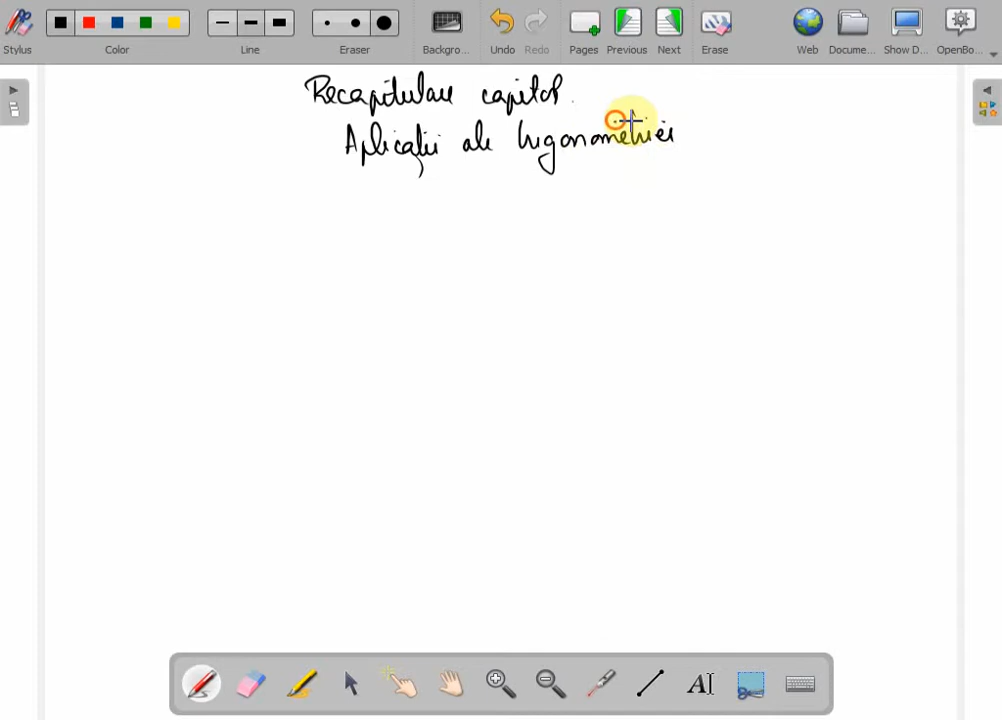 Stylus
Color
Line
Eraser
Backgro...
Undo
Redo
Pages
Previous
Next
Erase
Web
Docume...
Show D...
OpenBo...
Recapitulare capitol.
Aplicații ale trigonometriei
A